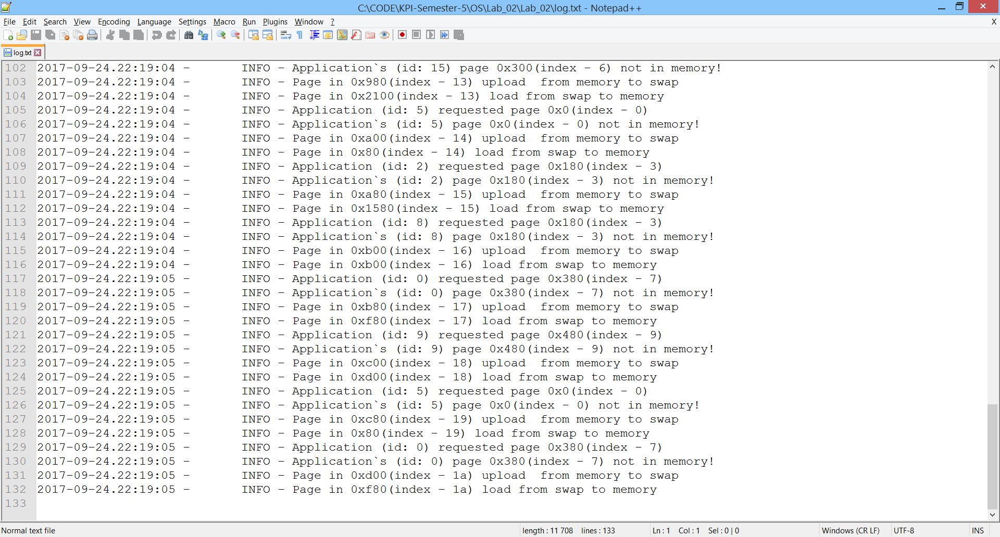 C:\CODE\KPI-Semester-5\OS\Lab_02\Lab_02\log.txt - Notepad++
File Edit Search View Encoding Language Settings Macro Run Plugins Window ? X
log.txt
102 2017-09-24.22:19:04 - INFO - Application`s (id: 15) page 0x300(index - 6) not in memory!
103 2017-09-24.22:19:04 - INFO - Page in 0x980(index - 13) upload  from memory to swap
104 2017-09-24.22:19:04 - INFO - Page in 0x2100(index - 13) load from swap to memory
105 2017-09-24.22:19:04 - INFO - Application (id: 5) requested page 0x0(index - 0)
106 2017-09-24.22:19:04 - INFO - Application`s (id: 5) page 0x0(index - 0) not in memory!
107 2017-09-24.22:19:04 - INFO - Page in 0xa00(index - 14) upload  from memory to swap
108 2017-09-24.22:19:04 - INFO - Page in 0x80(index - 14) load from swap to memory
109 2017-09-24.22:19:04 - INFO - Application (id: 2) requested page 0x180(index - 3)
110 2017-09-24.22:19:04 - INFO - Application`s (id: 2) page 0x180(index - 3) not in memory!
111 2017-09-24.22:19:04 - INFO - Page in 0xa80(index - 15) upload  from memory to swap
112 2017-09-24.22:19:04 - INFO - Page in 0x1580(index - 15) load from swap to memory
113 2017-09-24.22:19:04 - INFO - Application (id: 8) requested page 0x180(index - 3)
114 2017-09-24.22:19:04 - INFO - Application`s (id: 8) page 0x180(index - 3) not in memory!
115 2017-09-24.22:19:04 - INFO - Page in 0xb00(index - 16) upload  from memory to swap
116 2017-09-24.22:19:04 - INFO - Page in 0xb00(index - 16) load from swap to memory
117 2017-09-24.22:19:05 - INFO - Application (id: 0) requested page 0x380(index - 7)
118 2017-09-24.22:19:05 - INFO - Application`s (id: 0) page 0x380(index - 7) not in memory!
119 2017-09-24.22:19:05 - INFO - Page in 0xb80(index - 17) upload  from memory to swap
120 2017-09-24.22:19:05 - INFO - Page in 0xf80(index - 17) load from swap to memory
121 2017-09-24.22:19:05 - INFO - Application (id: 9) requested page 0x480(index - 9)
122 2017-09-24.22:19:05 - INFO - Application`s (id: 9) page 0x480(index - 9) not in memory!
123 2017-09-24.22:19:05 - INFO - Page in 0xc00(index - 18) upload  from memory to swap
124 2017-09-24.22:19:05 - INFO - Page in 0xd00(index - 18) load from swap to memory
125 2017-09-24.22:19:05 - INFO - Application (id: 5) requested page 0x0(index - 0)
126 2017-09-24.22:19:05 - INFO - Application`s (id: 5) page 0x0(index - 0) not in memory!
127 2017-09-24.22:19:05 - INFO - Page in 0xc80(index - 19) upload  from memory to swap
128 2017-09-24.22:19:05 - INFO - Page in 0x80(index - 19) load from swap to memory
129 2017-09-24.22:19:05 - INFO - Application (id: 0) requested page 0x380(index - 7)
130 2017-09-24.22:19:05 - INFO - Application`s (id: 0) page 0x380(index - 7) not in memory!
131 2017-09-24.22:19:05 - INFO - Page in 0xd00(index - 1a) upload  from memory to swap
132 2017-09-24.22:19:05 - INFO - Page in 0xf80(index - 1a) load from swap to memory
133
Normal text file length : 11 708 lines : 133 Ln : 1 Col : 1 Sel : 0 | 0 Windows (CR LF) UTF-8 INS